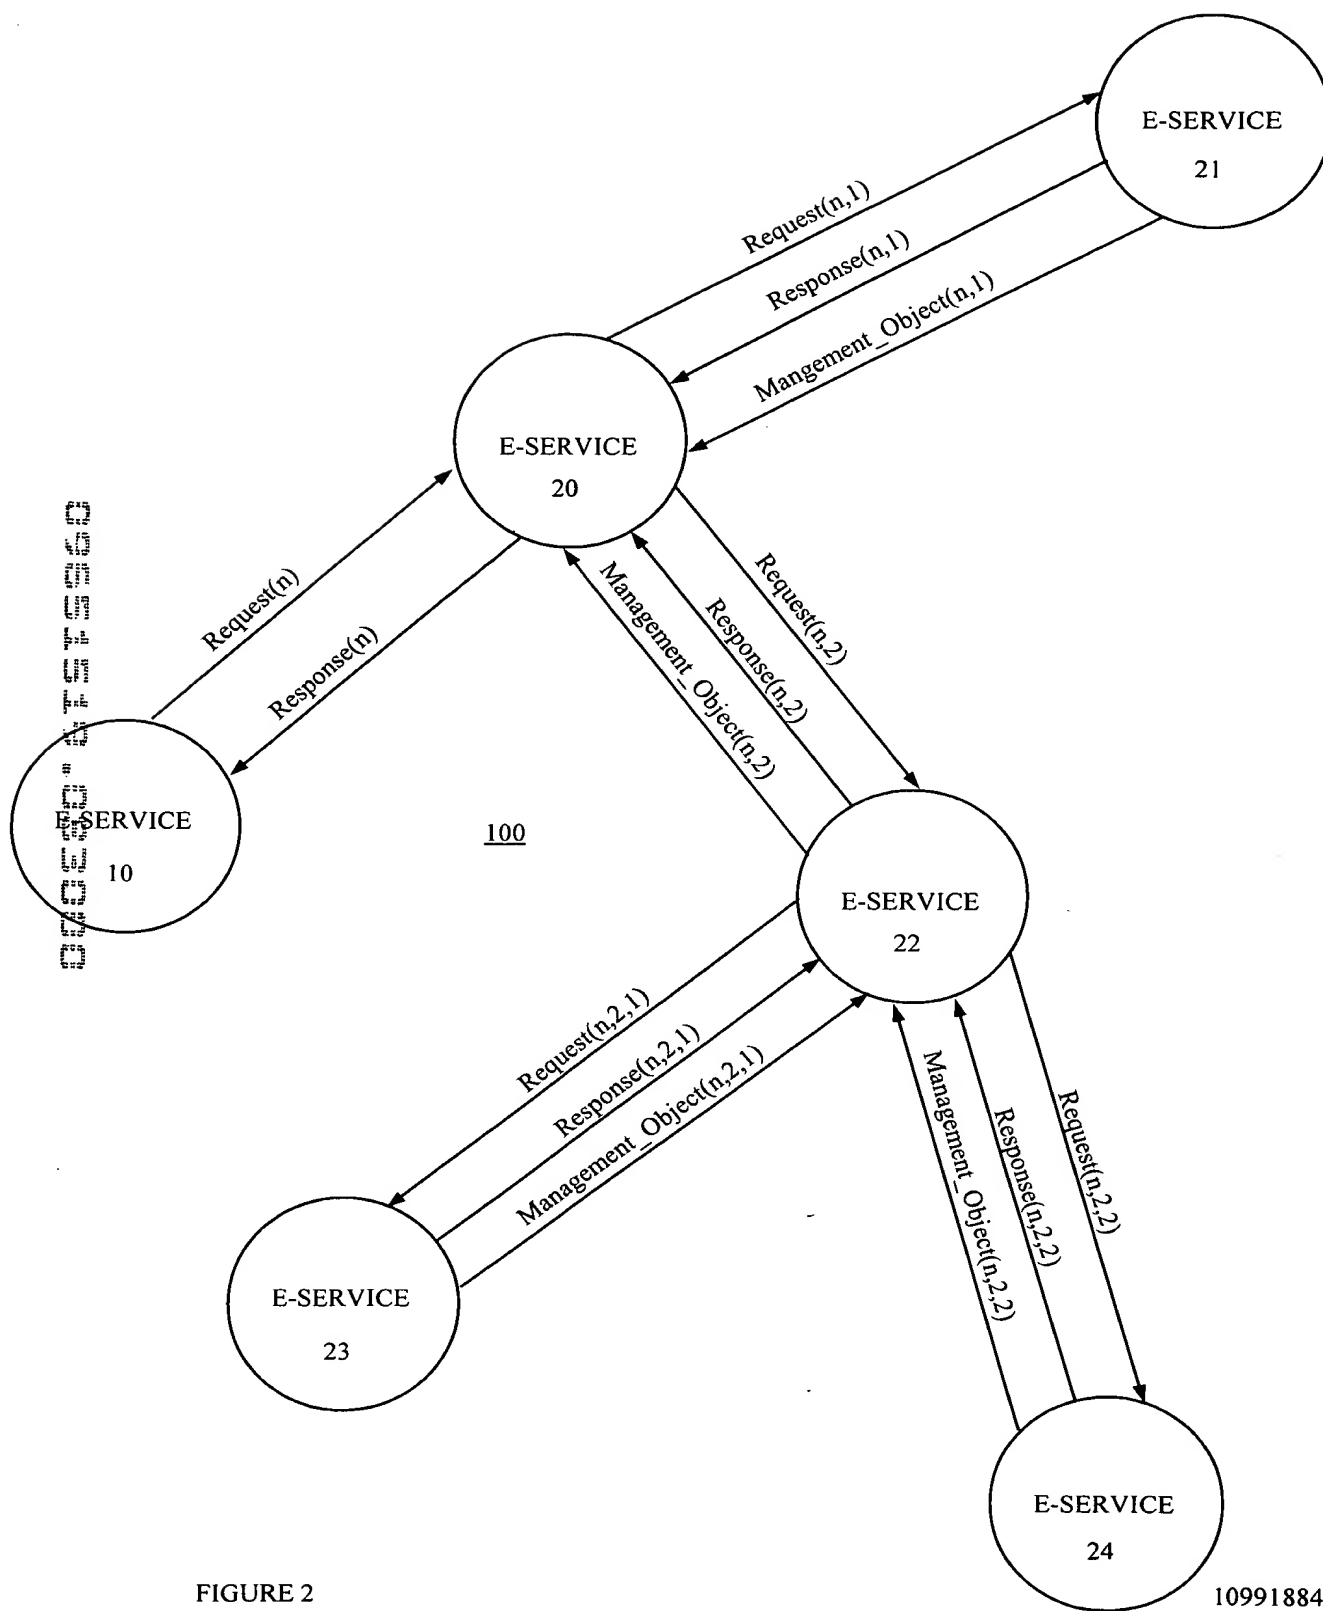 E-SERVICE
21
Request(n,1)
Response(n,1)
Mangement_Object(n,1)
E-SERVICE
20
Request(n)
Response(n)
Management_Object(n,2)
Response(n,2)
Request(n,2)
E-SERVICE
10
100
E-SERVICE
22
Request(n,2,1)
Response(n,2,1)
Management_Object(n,2,1)
Management_Object(n,2,2)
Response(n,2,2)
Request(n,2,2)
E-SERVICE
23
E-SERVICE
24
FIGURE 2
10991884